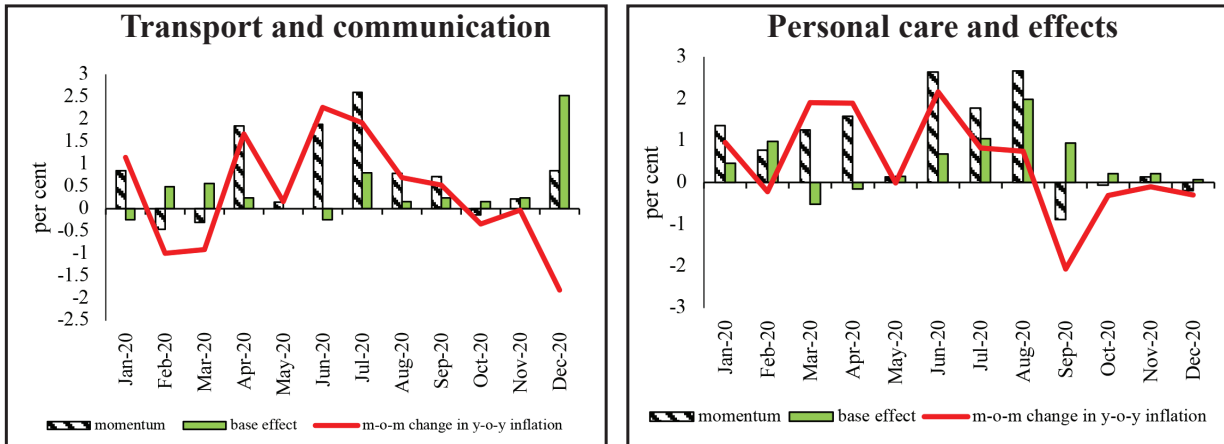 Transport and communication
per cent
3
2.5
2
1.5
1
0.5
0
-0.5
-1
-1.5
-2
-2.5
Jan-20
Feb-20
Mar-20
Apr-20
May-20
Jun-20
Jul-20
Aug-20
Sep-20
Oct-20
Nov-20
Dec-20
momentum base effect m-o-m change in y-o-y inflation
Personal care and effects
per cent
3
2
1
0
-1
-2
-3
Jan-20
Feb-20
Mar-20
Apr-20
May-20
Jun-20
Jul-20
Aug-20
Sep-20
Oct-20
Nov-20
Dec-20
momentum base effect m-o-m change in y-o-y inflation